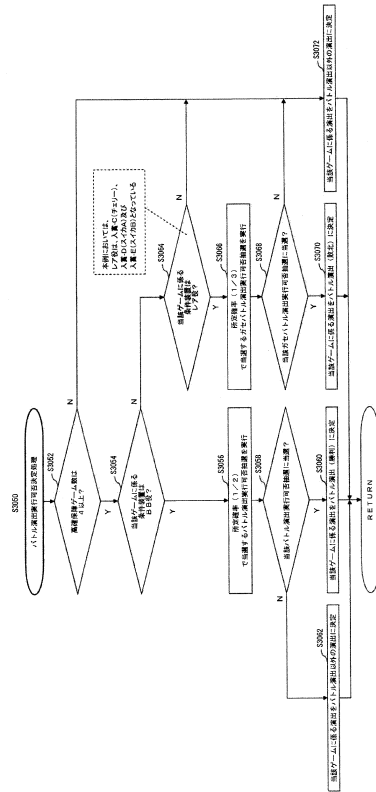 S3050
バトル演出実行可否決定処理
S3052
高確保障ゲーム数は
4以上?
N
Y
S3054
当該ゲームに係る
条件装置は
BB役?
N
Y
本例においては、
レア役は、入賞-C(チェリー)、
入賞-D(スイカA)及び
入賞-E(スイカB)となっている
S3064
当該ゲームに係る
条件装置は
レア役?
N
Y
S3056
所定確率(1/2)
で当選するバトル演出実行可否抽選を実行
S3066
所定確率(1/3)
で当選するガセバトル演出実行可否抽選を実行
S3058
当該バトル演出実行可否抽選に当選?
N
Y
S3068
当該ガセバトル演出実行可否抽選に当選?
N
Y
S3062
当該ゲームに係る演出をバトル演出以外の演出に決定
S3060
当該ゲームに係る演出をバトル演出(勝利)に決定
S3070
当該ゲームに係る演出をバトル演出(敗北)に決定
S3072
当該ゲームに係る演出をバトル演出以外の演出に決定
RETURN